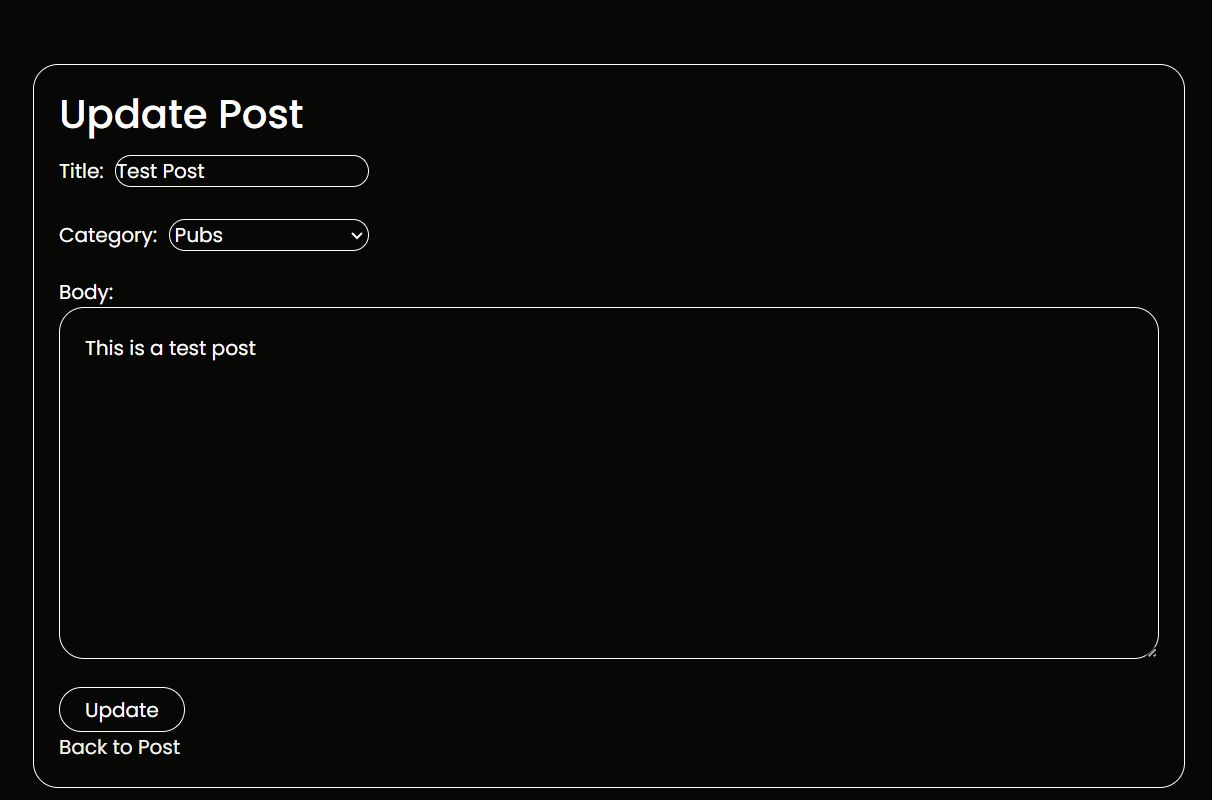 Update Post
Title: Test Post
Category: Pubs
Body:
This is a test post
Update
Back to Post